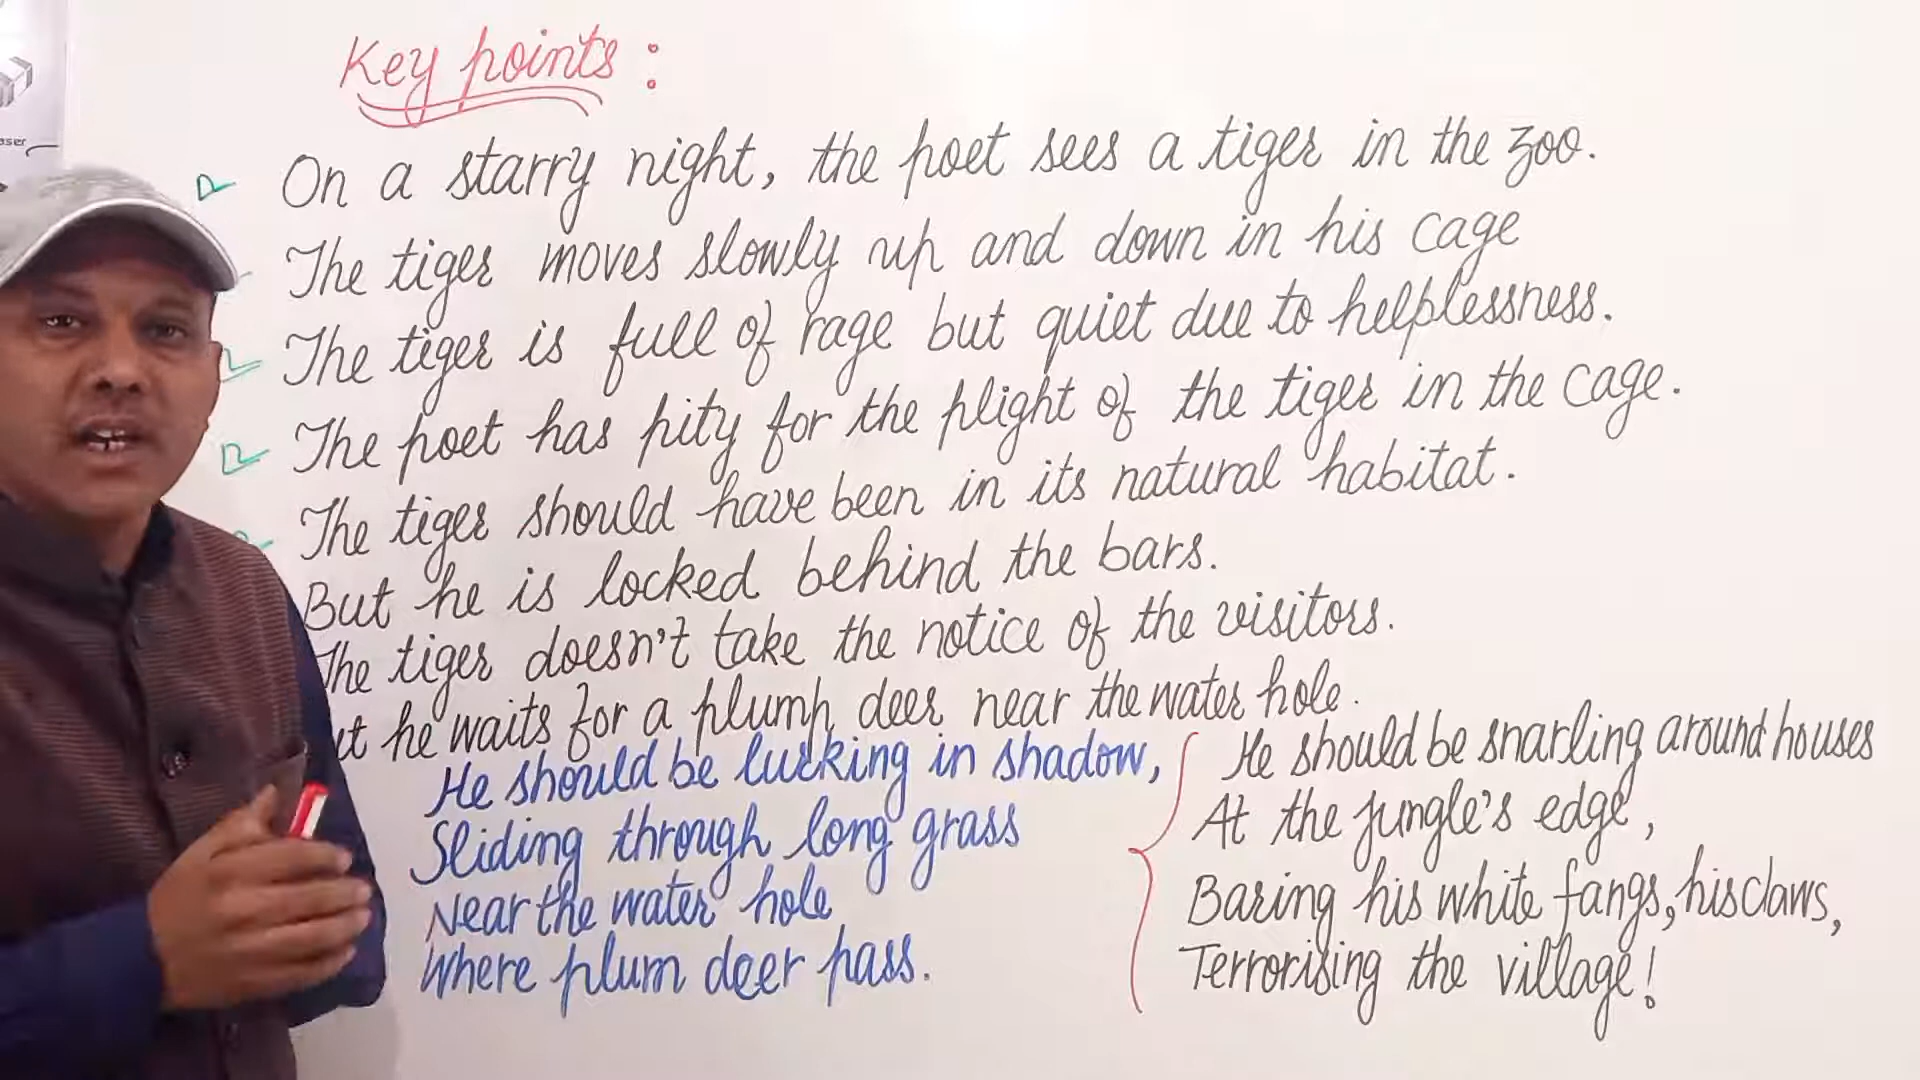 aser
Key points :
On a starry night, the poet sees a tiger in the zoo.
The tiger moves slowly up and down in his cage
The tiger is full of rage but quiet due to helplessness.
The poet has pity for the plight of the tiger in the cage.
The tiger should have been in its natural habitat.
But he is locked behind the bars.
The tiger doesn't take the notice of the visitors.
he waits for a plump deer near the water hole.
He should be lurking in shadow,
Sliding through long grass
Near the water hole
Where plum deer pass.
He should be snarling around houses
At the jungle's edge,
Baring his white fangs, his claws,
Terrorising the village!